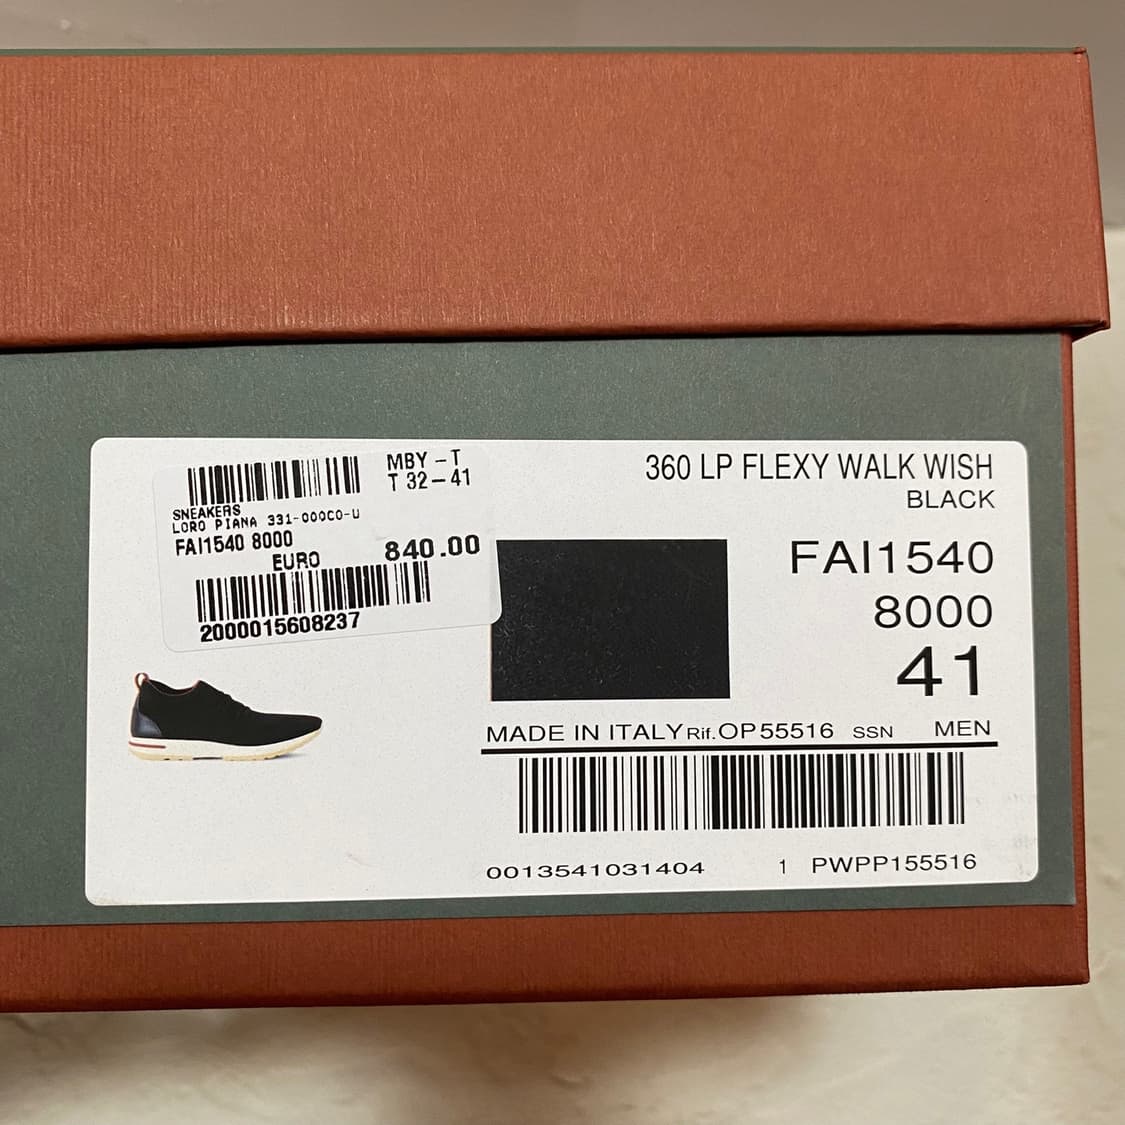 MBY-T
T 32-41
SNEAKERS
LORO PIANA 331-000C0-U
FAI1540 8000
EURO 840.00
2000015608237
360 LP FLEXY WALK WISH
BLACK
FAI1540
8000
41
MADE IN ITALY Rif. OP55516 SSN MEN
0013541031404 1 PWPP155516